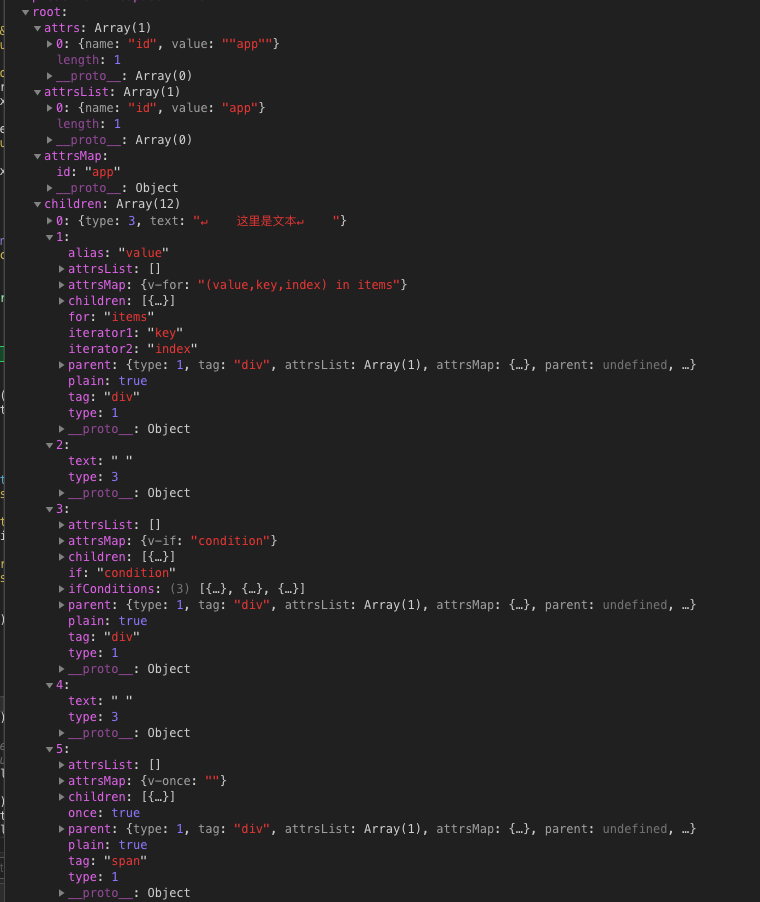 root:
attrs: Array(1)
0: {name: "id", value: ""app""}
length: 1
__proto__: Array(0)
attrsList: Array(1)
0: {name: "id", value: "app"}
length: 1
__proto__: Array(0)
attrsMap:
id: "app"
__proto__: Object
children: Array(12)
0: {type: 3, text: "↵    这里是文本↵    "}
1:
alias: "value"
attrsList: []
attrsMap: {v-for: "(value,key,index) in items"}
children: [{…}]
for: "items"
iterator1: "key"
iterator2: "index"
parent: {type: 1, tag: "div", attrsList: Array(1), attrsMap: {…}, parent: undefined, …}
plain: true
tag: "div"
type: 1
__proto__: Object
2:
text: " "
type: 3
__proto__: Object
3:
attrsList: []
attrsMap: {v-if: "condition"}
children: [{…}]
if: "condition"
ifConditions: (3) [{…}, {…}, {…}]
parent: {type: 1, tag: "div", attrsList: Array(1), attrsMap: {…}, parent: undefined, …}
plain: true
tag: "div"
type: 1
__proto__: Object
4:
text: " "
type: 3
__proto__: Object
5:
attrsList: []
attrsMap: {v-once: ""}
children: [{…}]
once: true
parent: {type: 1, tag: "div", attrsList: Array(1), attrsMap: {…}, parent: undefined, …}
plain: true
tag: "span"
type: 1
__proto__: Object